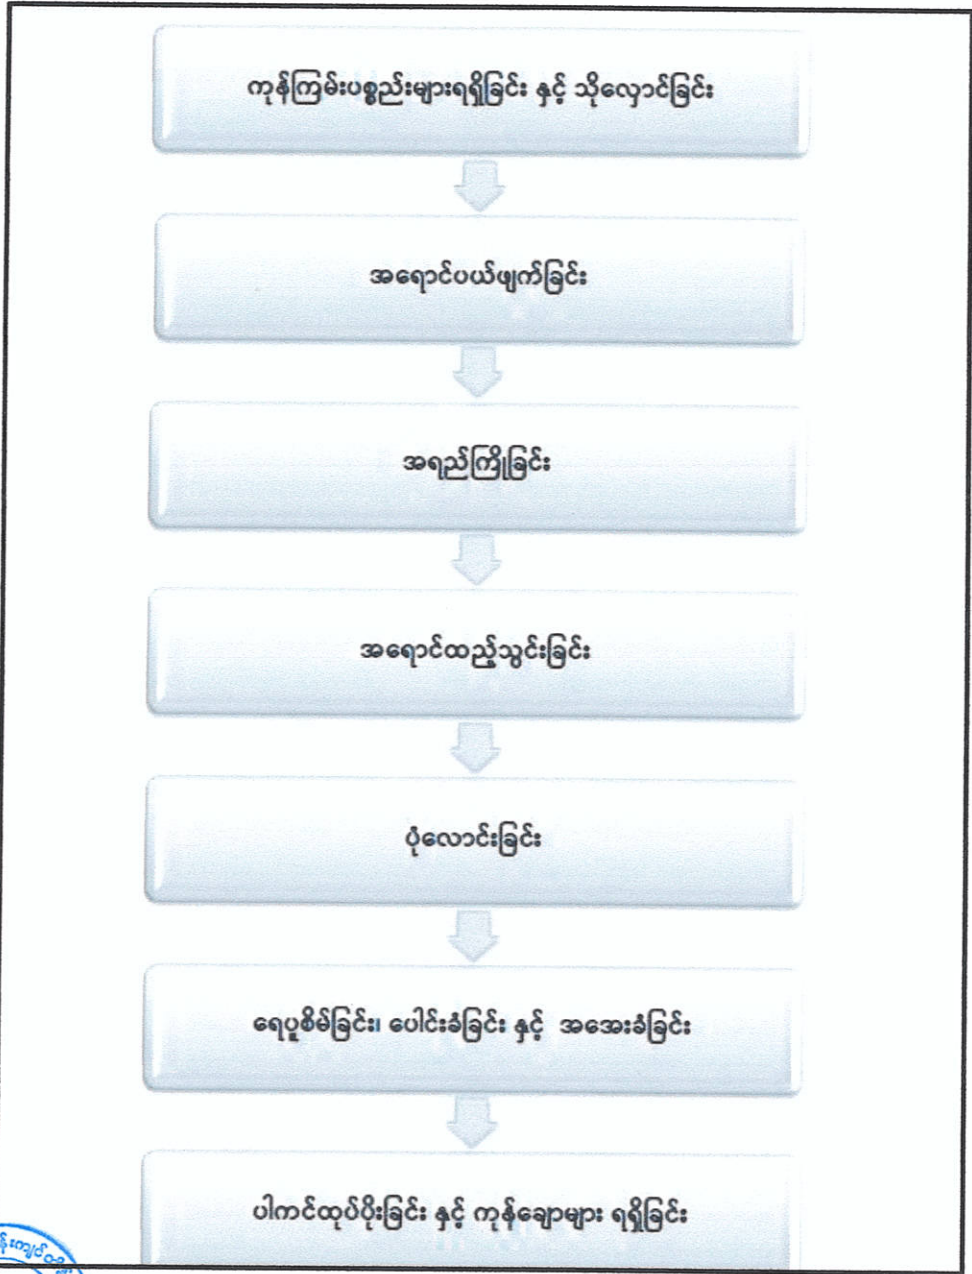 ကုန်ကြမ်းပစ္စည်းများရရှိခြင်း နှင့် သိုလှောင်ခြင်း
အရောင်ပယ်ဖျက်ခြင်း
အရည်ကြိုခြင်း
အရောင်ထည့်သွင်းခြင်း
ပုံလောင်းခြင်း
ရေပူစိမ်ခြင်း၊ ပေါင်းခံခြင်း နှင့် အအေးခံခြင်း
ပါကင်ထုပ်ပိုးခြင်း နှင့် ကုန်ချောများ ရရှိခြင်း